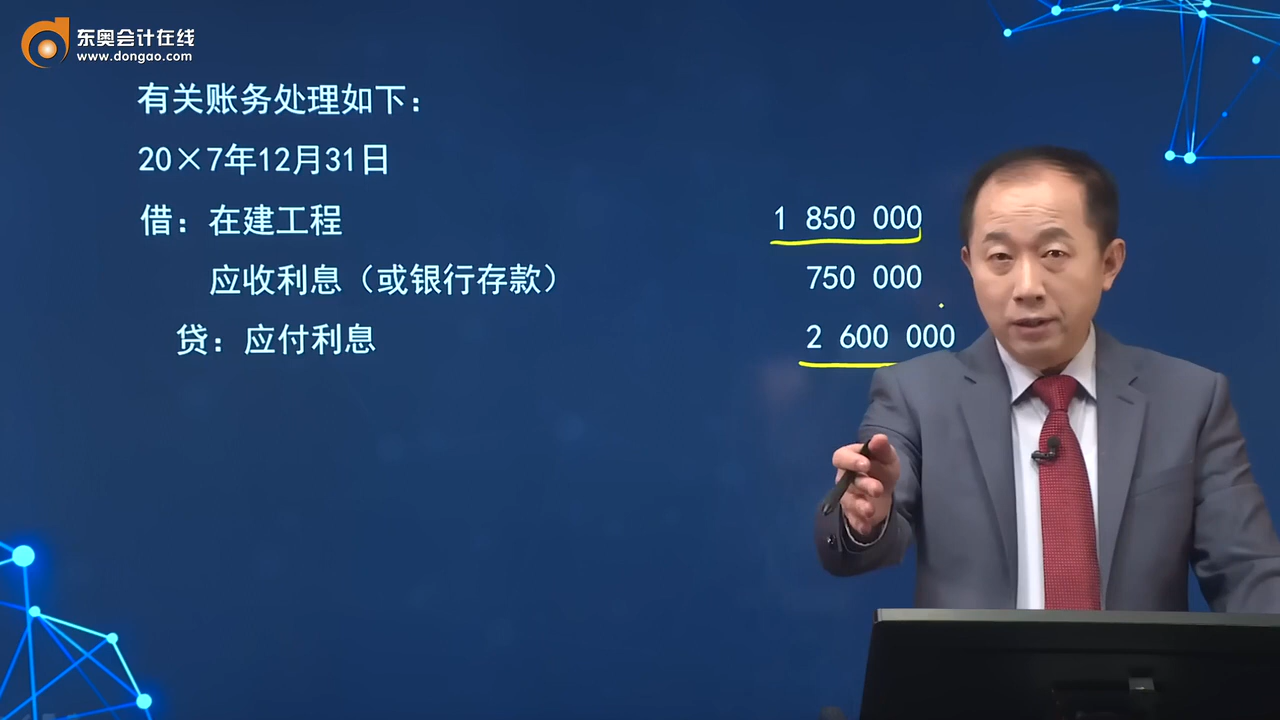 东奥会计在线
www.dongao.com
有关账务处理如下：
20×7年12月31日
借：在建工程 1 850 000
应收利息（或银行存款） 750 000
贷：应付利息 2 600 000